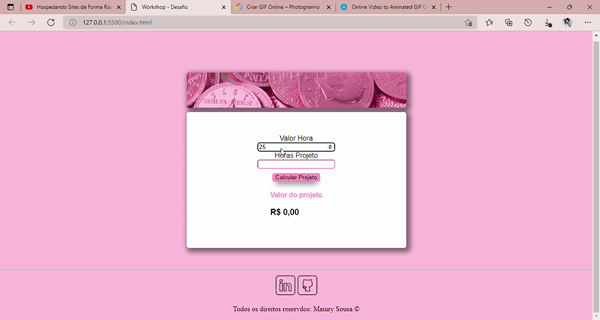 Hospedando Sites de Forma Ráp
Workshop - Desafio
Criar GIF Online – Photogramio
Online Video to Animated GIF C
127.0.0.1:5500/index.html
Valor Hora
25
Horas Projeto
Calcular Projeto
Valor do projeto
R$ 0,00
in
Todos os direitos reservdos: Maiury Sousa ©